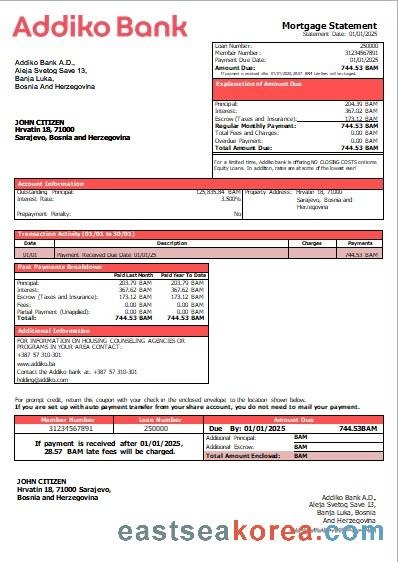 Addiko Bank
Mortgage Statement
Statement Date: 01/01/2025
Addiko Bank A.D.,
Aleja Svetog Save 13,
Banja Luka,
Bosnia And Herzegovina
Loan Number: 250000
Member Number: 31234567891
Payment Due Date: 01/01/2025
Amount Due: 744.53 BAM
If payment is received after 01/01/2025, 28.57 BAM late fees will be charged.
Explanation of Amount Due
Principal: 204.39 BAM
Interest: 367.02 BAM
Escrow (Taxes and Insurance): 173.12 BAM
Regular Monthly Payment: 744.53 BAM
Total Fees and Charges: 0.00 BAM
Overdue Payment: 0.00 BAM
Total Amount Due: 744.53 BAM
JOHN CITIZEN
Hrvatin 18, 71000
Sarajevo, Bosnia and Herzegovina
For a limited time, Addiko bank is offering NO CLOSING COSTS on Home
Equity Loans. In addition, rates are at some of the lowest ever!
Account Information
Outstanding Principal: 125,835.84 BAM
Interest Rate: 3.500%
Prepayment Penalty: No
Property Address: Hrvatin 18, 71000
Sarajevo, Bosnia and
Herzegovina
Transaction Activity (01/01 to 30/01)
Date Description Charges Payments
01/01 Payment Received Due Date 01/01/25 744.53 BAM
Past Payments Breakdown
Paid Last Month Paid Year To Date
Principal: 203.79 BAM 203.79 BAM
Interest: 367.62 BAM 367.62 BAM
Escrow (Taxes and Insurance): 173.12 BAM 173.12 BAM
Fees: 0.00 BAM 0.00 BAM
Partial Payment (Unapplied): 0.00 BAM 0.00 BAM
Total: 744.53 BAM 744.53 BAM
Additional Information
FOR INFORMATION ON HOUSING COUNSELING AGENCIES OR
PROGRAMS IN YOUR AREA CONTACT:
+387 57 310-301
www.addiko.ba
Contact the Addiko bank at: +387 57 310-301
holding@addiko.com
For prompt credit, return this coupon with your check in the enclosed envelope to the location shown below.
If you are set up with auto payment transfer from your share account, you do not need to mail your payment.
Member Number Loan Number Amount Due
31234567891 250000 Due By: 01/01/2025 744.53BAM
If payment is received after 01/01/2025,
28.57 BAM late fees will be charged.
Additional Principal: BAM
Additional Escrow: BAM
Total Amount Enclosed: BAM
JOHN CITIZEN
Hrvatin 18, 71000 Sarajevo,
Bosnia and Herzegovina
Addiko Bank A.D.,
Aleja Svetog Save 13,
Banja Luka, Bosnia
And Herzegovina
eastseakorea.com